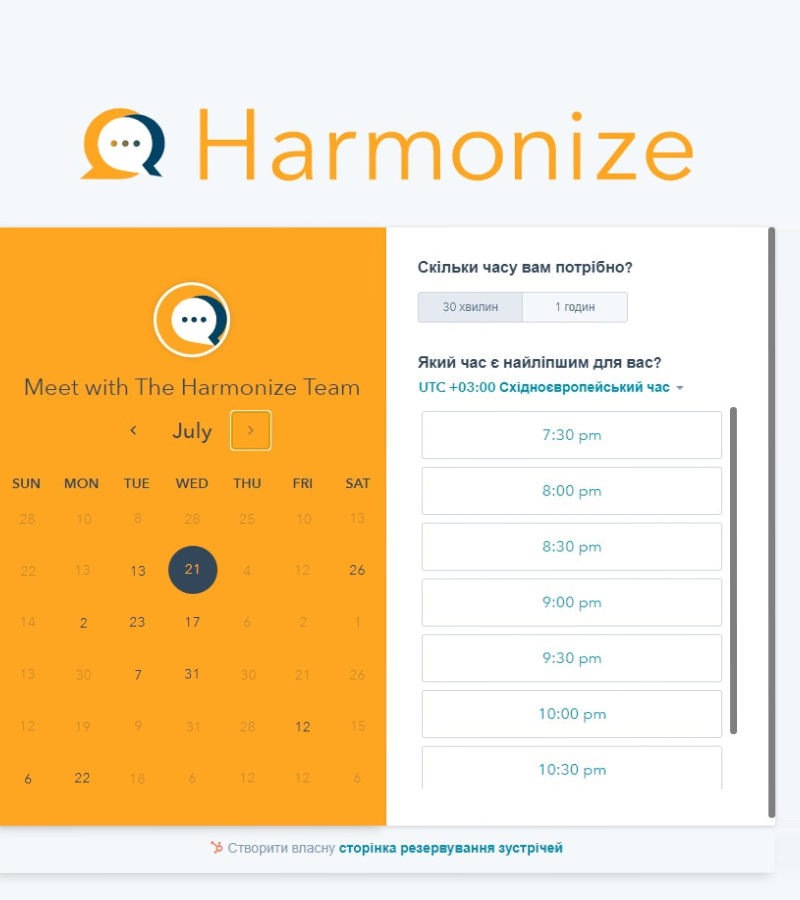 Harmonize
Meet with The Harmonize Team
July
SUN MON TUE WED THU FRI SAT
28 10 8 28 25 10 13
22 13 13 21 4 12 26
14 2 23 17 6 2 1
13 30 7 31 30 21 26
12 19 9 31 28 12 15
6 22 18 6 12 12 6
Скільки часу вам потрібно?
30 хвилин 1 годин
Який час є найліпшим для вас?
UTC +03:00 Східноєвропейський час
7:30 pm
8:00 pm
8:30 pm
9:00 pm
9:30 pm
10:00 pm
10:30 pm
Створити власну сторінка резервування зустрічей